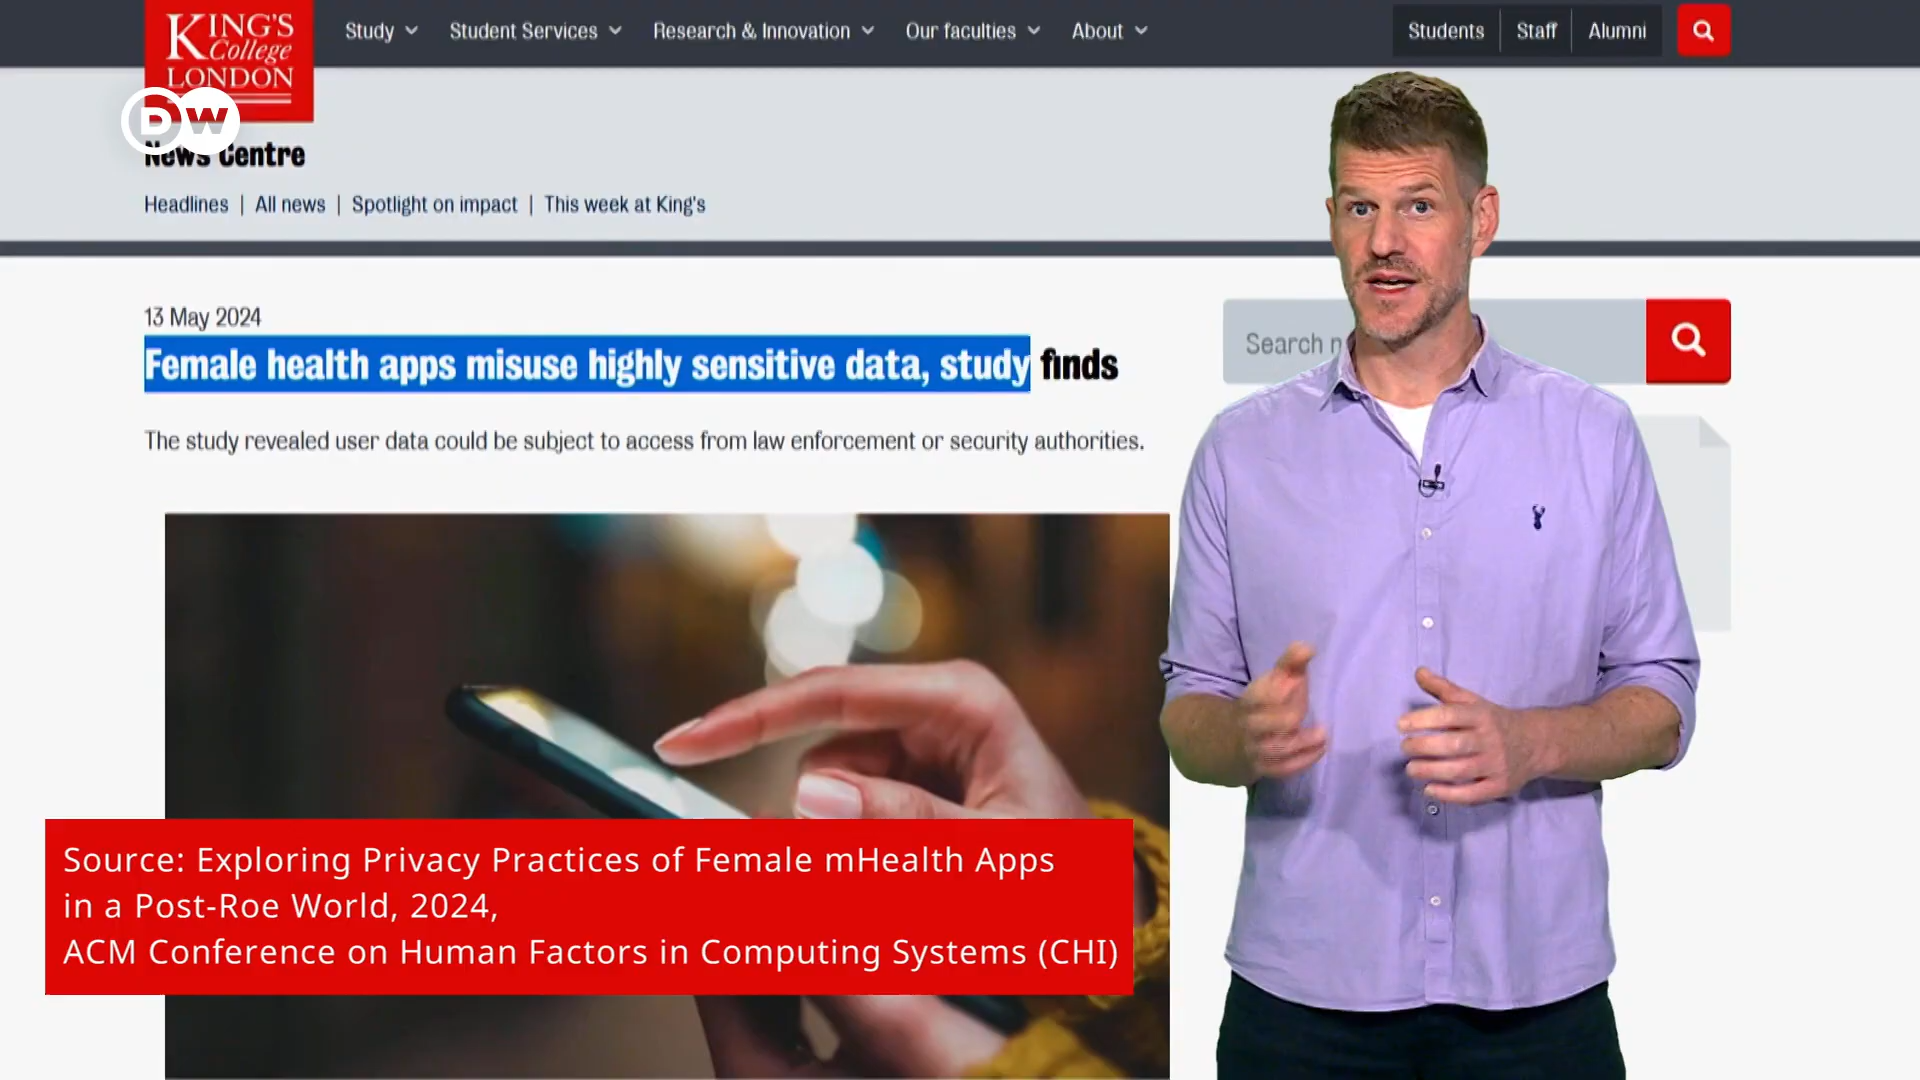 KING'S
College
LONDON
Study
Student Services
Research & Innovation
Our faculties
About
Students
Staff
Alumni
DW
News Centre
Headlines | All news | Spotlight on impact | This week at King's
13 May 2024
Female health apps misuse highly sensitive data, study finds
Search
The study revealed user data could be subject to access from law enforcement or security authorities.
Source: Exploring Privacy Practices of Female mHealth Apps
in a Post-Roe World, 2024,
ACM Conference on Human Factors in Computing Systems (CHI)